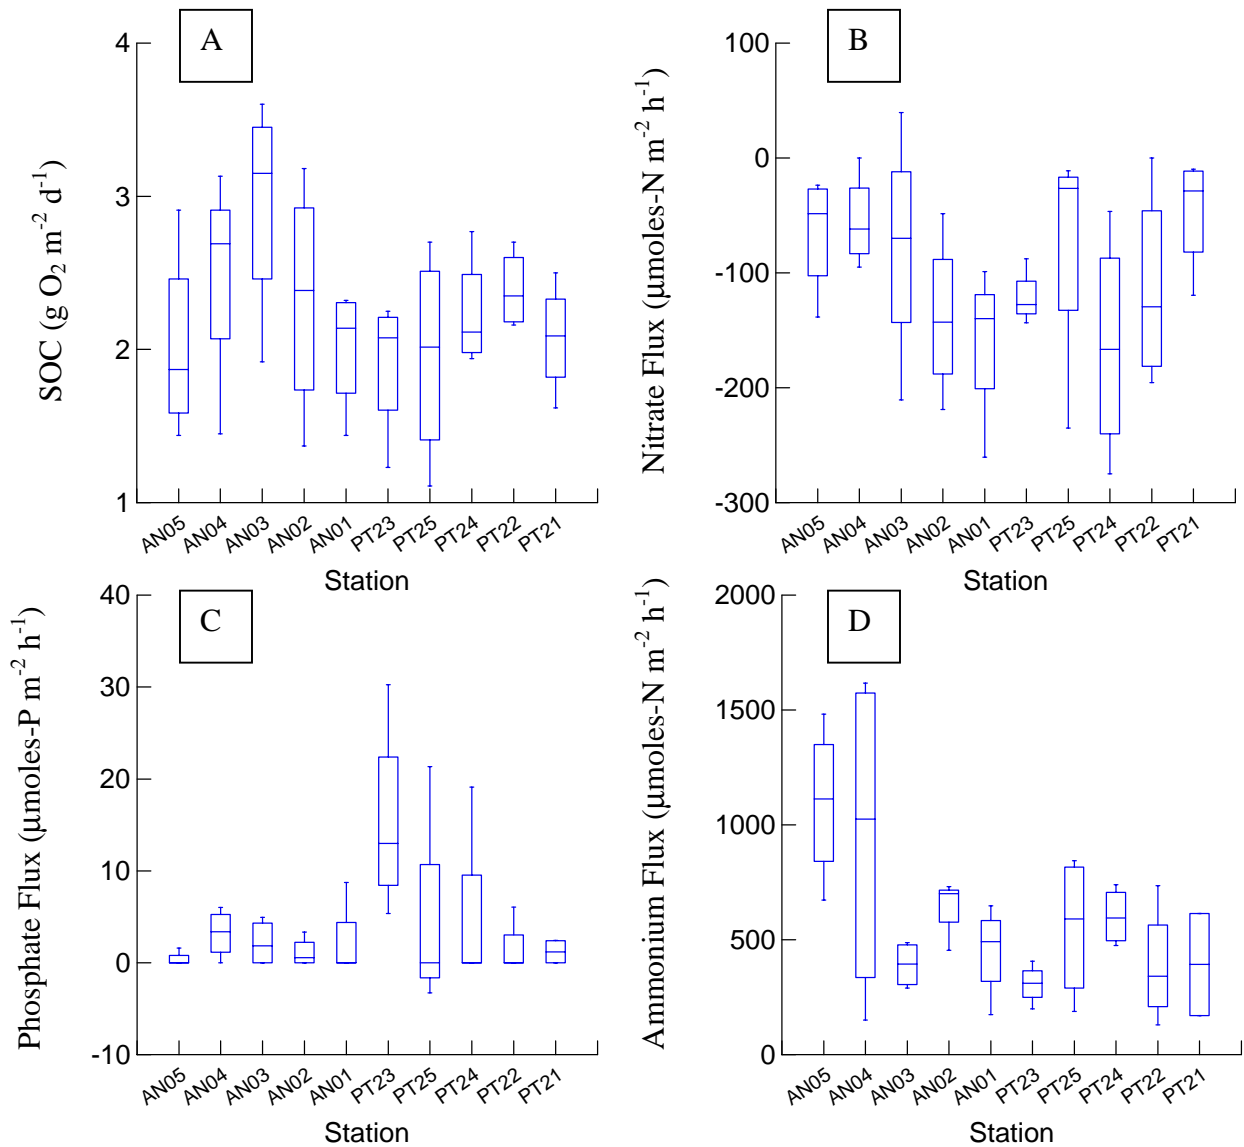 A
SOC (g O₂ m⁻² d⁻¹)
4
3
2
1
AN05 AN04 AN03 AN02 AN01 PT23 PT25 PT24 PT22 PT21
Station
B
Nitrate Flux (μmoles-N m⁻² h⁻¹)
100
0
-100
-200
-300
AN05 AN04 AN03 AN02 AN01 PT23 PT25 PT24 PT22 PT21
Station
C
Phosphate Flux (μmoles-P m⁻² h⁻¹)
40
30
20
10
0
-10
AN05 AN04 AN03 AN02 AN01 PT23 PT25 PT24 PT22 PT21
Station
D
Ammonium Flux (μmoles-N m⁻² h⁻¹)
2000
1500
1000
500
0
AN05 AN04 AN03 AN02 AN01 PT23 PT25 PT24 PT22 PT21
Station